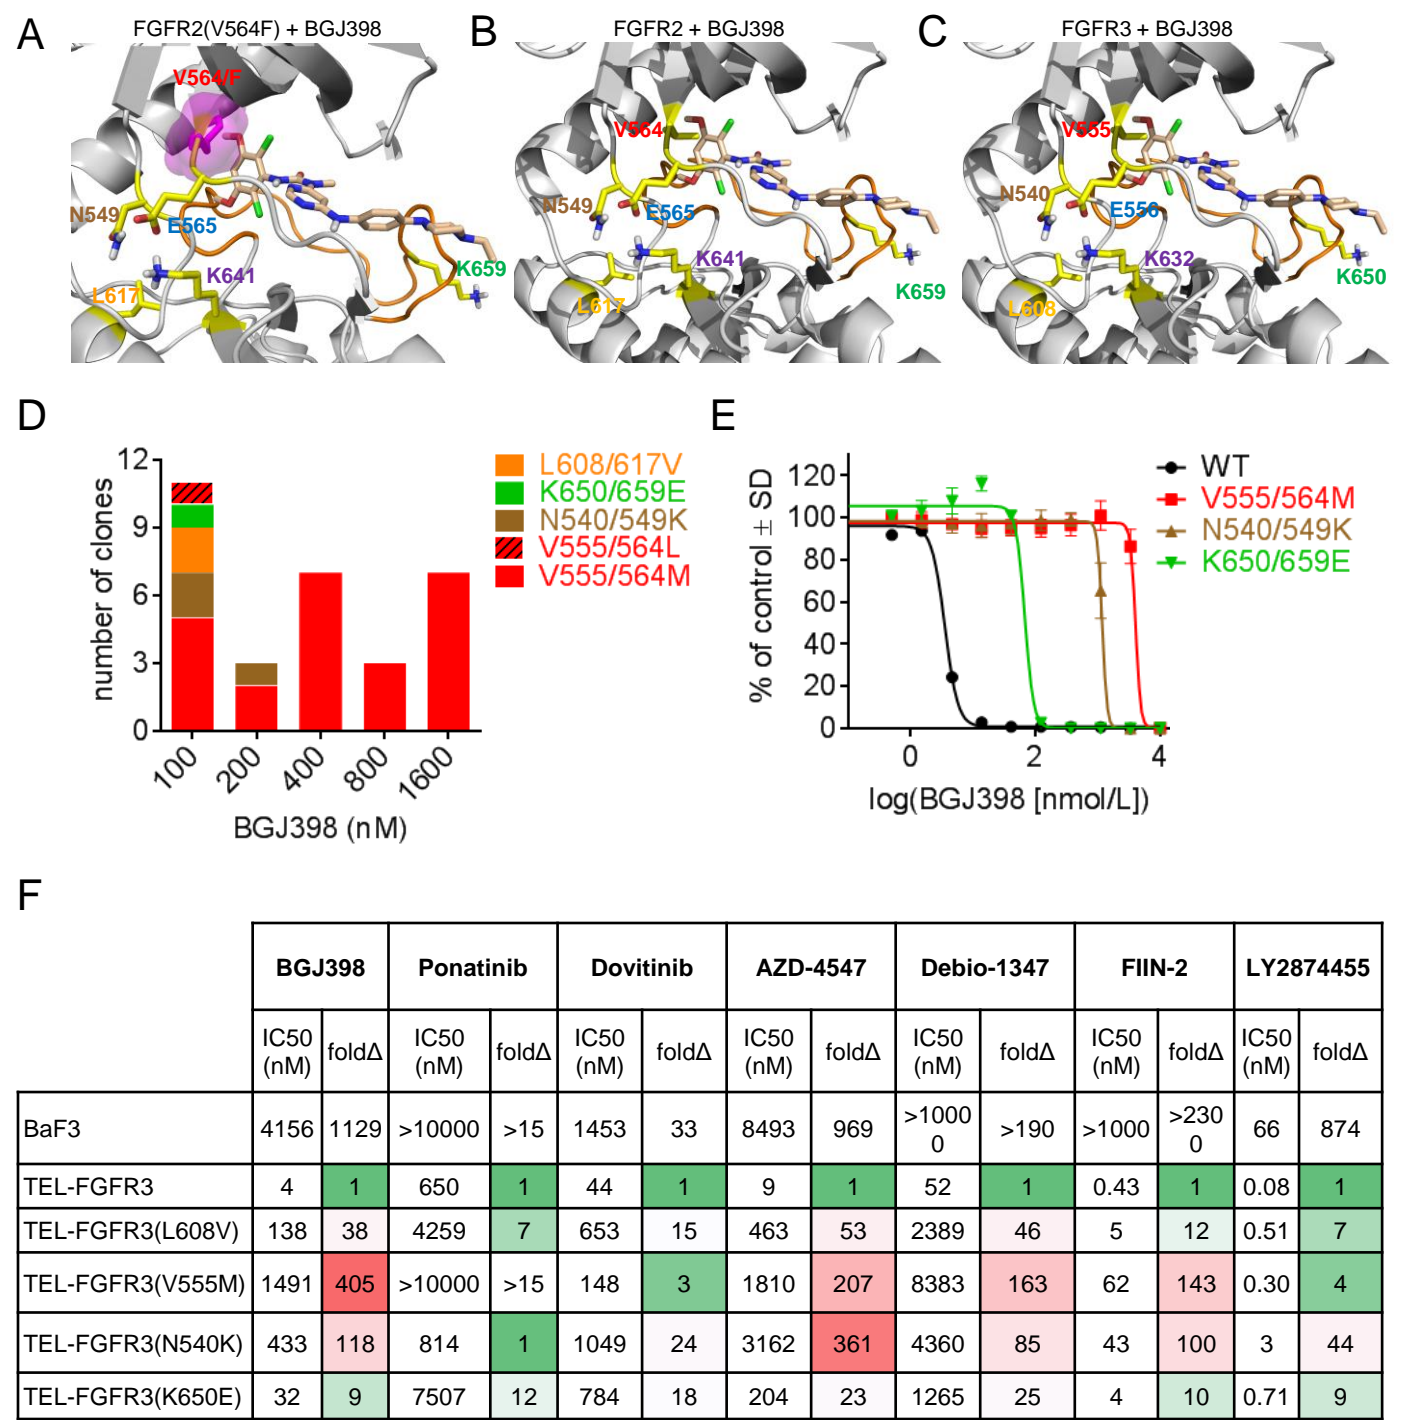 A
FGFR2(V564F) + BGJ398
V564/F
N549
E565
K641
L617
K659
B
FGFR2 + BGJ398
V564
N549
E565
K641
L617
K659
C
FGFR3 + BGJ398
V555
N540
E556
K632
L608
K650
D
number of clones
12
9
6
3
0
100
200
400
800
1600
BGJ398 (nM)
L608/617V
K650/659E
N540/549K
V555/564L
V555/564M
E
% of control ± SD
120
100
80
60
40
20
0
0
2
4
log(BGJ398 [nmol/L])
WT
V555/564M
N540/549K
K650/659E
F
BGJ398 Ponatinib Dovitinib AZD-4547 Debio-1347 FIIN-2 LY2874455
IC50 (nM) foldΔ IC50 (nM) foldΔ IC50 (nM) foldΔ IC50 (nM) foldΔ IC50 (nM) foldΔ IC50 (nM) foldΔ IC50 (nM) foldΔ
BaF3 4156 1129 >10000 >15 1453 33 8493 969 >10000 >190 >1000 >2300 66 874
TEL-FGFR3 4 1 650 1 44 1 9 1 52 1 0.43 1 0.08 1
TEL-FGFR3(L608V) 138 38 4259 7 653 15 463 53 2389 46 5 12 0.51 7
TEL-FGFR3(V555M) 1491 405 >10000 >15 148 3 1810 207 8383 163 62 143 0.30 4
TEL-FGFR3(N540K) 433 118 814 1 1049 24 3162 361 4360 85 43 100 3 44
TEL-FGFR3(K650E) 32 9 7507 12 784 18 204 23 1265 25 4 10 0.71 9